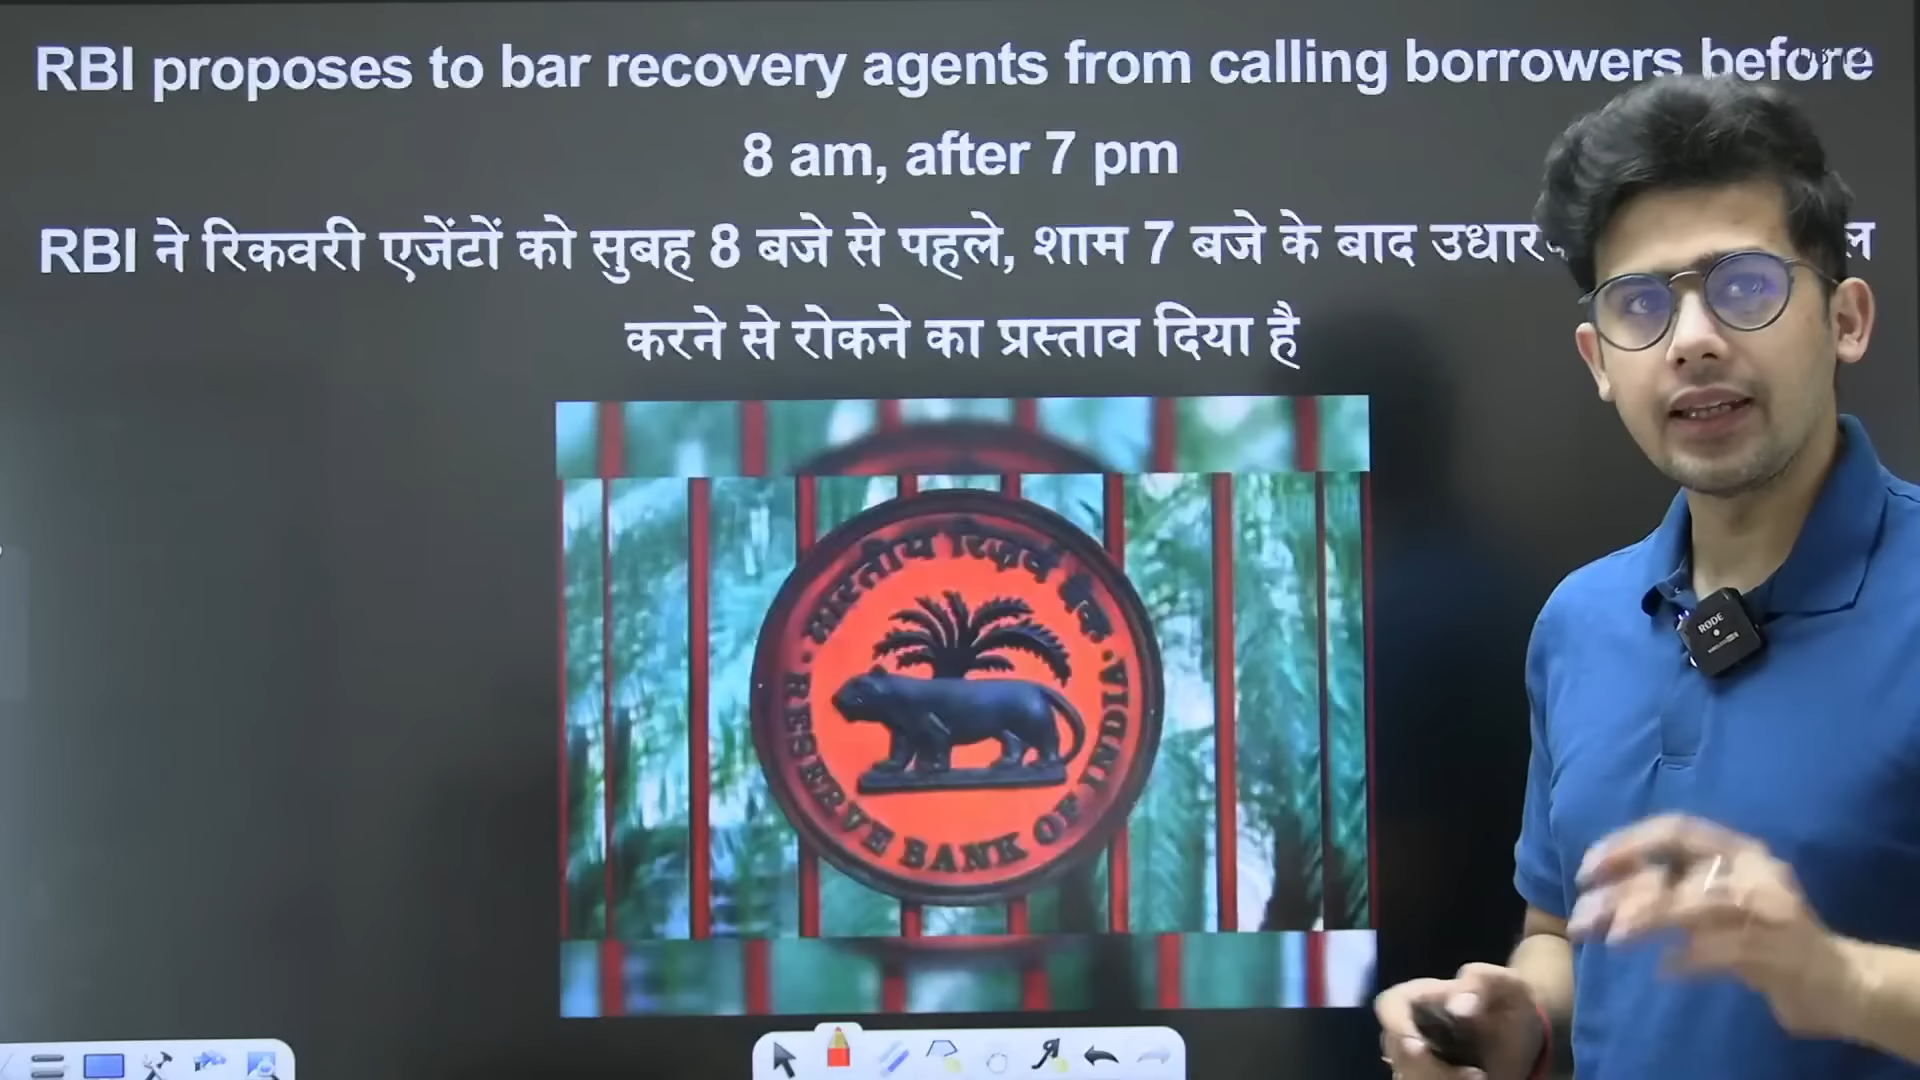 RBI proposes to bar recovery agents from calling borrowers before
8 am, after 7 pm
RBI ने रिकवरी एजेंटों को सुबह 8 बजे से पहले, शाम 7 बजे के बाद
करने से रोकने का प्रस्ताव दिया है
भारतीय रिज़र्व बैंक
RESERVE BANK OF INDIA
RODE